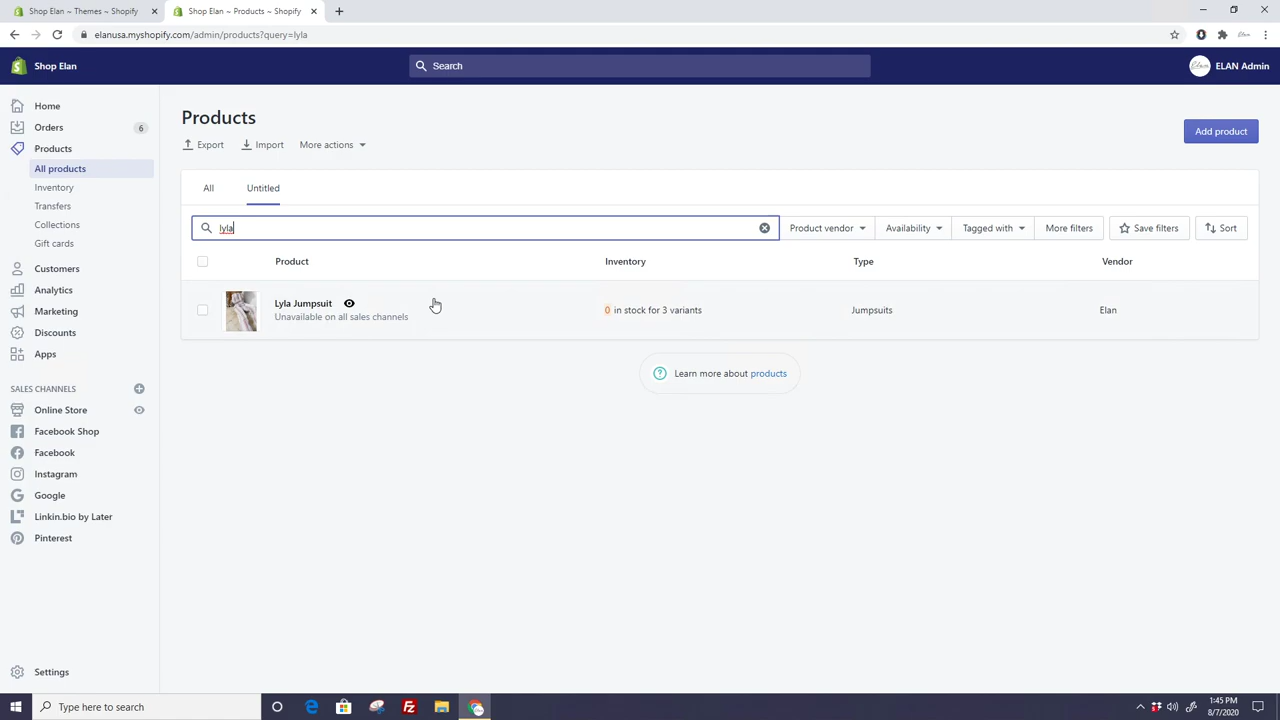 Shop Elan ~ Themes ~ Shopify
Shop Elan ~ Products ~ Shopify
elanusa.myshopify.com/admin/products?query=lyla
Shop Elan
Search
ELAN Admin
Home
Orders
6
Products
All products
Inventory
Transfers
Collections
Gift cards
Customers
Analytics
Marketing
Discounts
Apps
SALES CHANNELS
Online Store
Facebook Shop
Facebook
Instagram
Google
Linkin.bio by Later
Pinterest
Settings
Products
Export
Import
More actions
Add product
All
Untitled
lyla
Product vendor
Availability
Tagged with
More filters
Save filters
Sort
Product
Inventory
Type
Vendor
Lyla Jumpsuit
Unavailable on all sales channels
0 in stock for 3 variants
Jumpsuits
Elan
Learn more about products
Type here to search
1:45 PM
8/7/2020